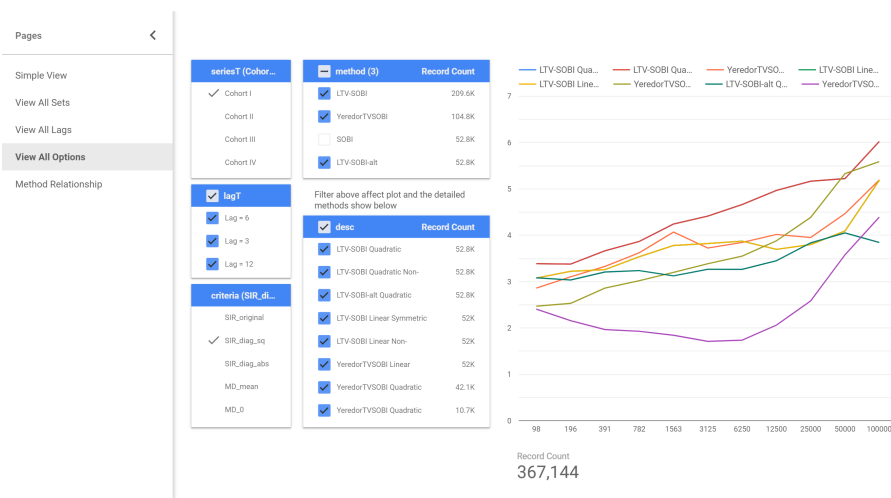 Pages
Simple View
View All Sets
View All Lags
View All Options
Method Relationship
seriesT (Cohor...
Cohort I
Cohort II
Cohort III
Cohort IV
lagT
Lag = 6
Lag = 3
Lag = 12
criteria (SIR_di...
SIR_original
SIR_diag_sq
SIR_diag_abs
MD_mean
MD_0
method (3) Record Count
LTV-SOBI 209.6K
YeredorTVSOBI 104.8K
SOBI 52.8K
LTV-SOBI-alt 52.8K
Filter above affect plot and the detailed
methods show below
desc Record Count
LTV-SOBI Quadratic 52.8K
LTV-SOBI Quadratic Non- 52.8K
LTV-SOBI-alt Quadratic 52.8K
LTV-SOBI Linear Symmetric 52K
LTV-SOBI Linear Non- 52K
YeredorTVSOBI Linear 52K
YeredorTVSOBI Quadratic 42.1K
YeredorTVSOBI Quadratic 10.7K
LTV-SOBI Qua... LTV-SOBI Qua... YeredorTVSO... LTV-SOBI Line...
LTV-SOBI Line... YeredorTVSO... LTV-SOBI-alt Q... YeredorTVSO...
7
6
5
4
3
2
1
0
98 196 391 782 1563 3125 6250 12500 25000 50000 100000
Record Count
367,144